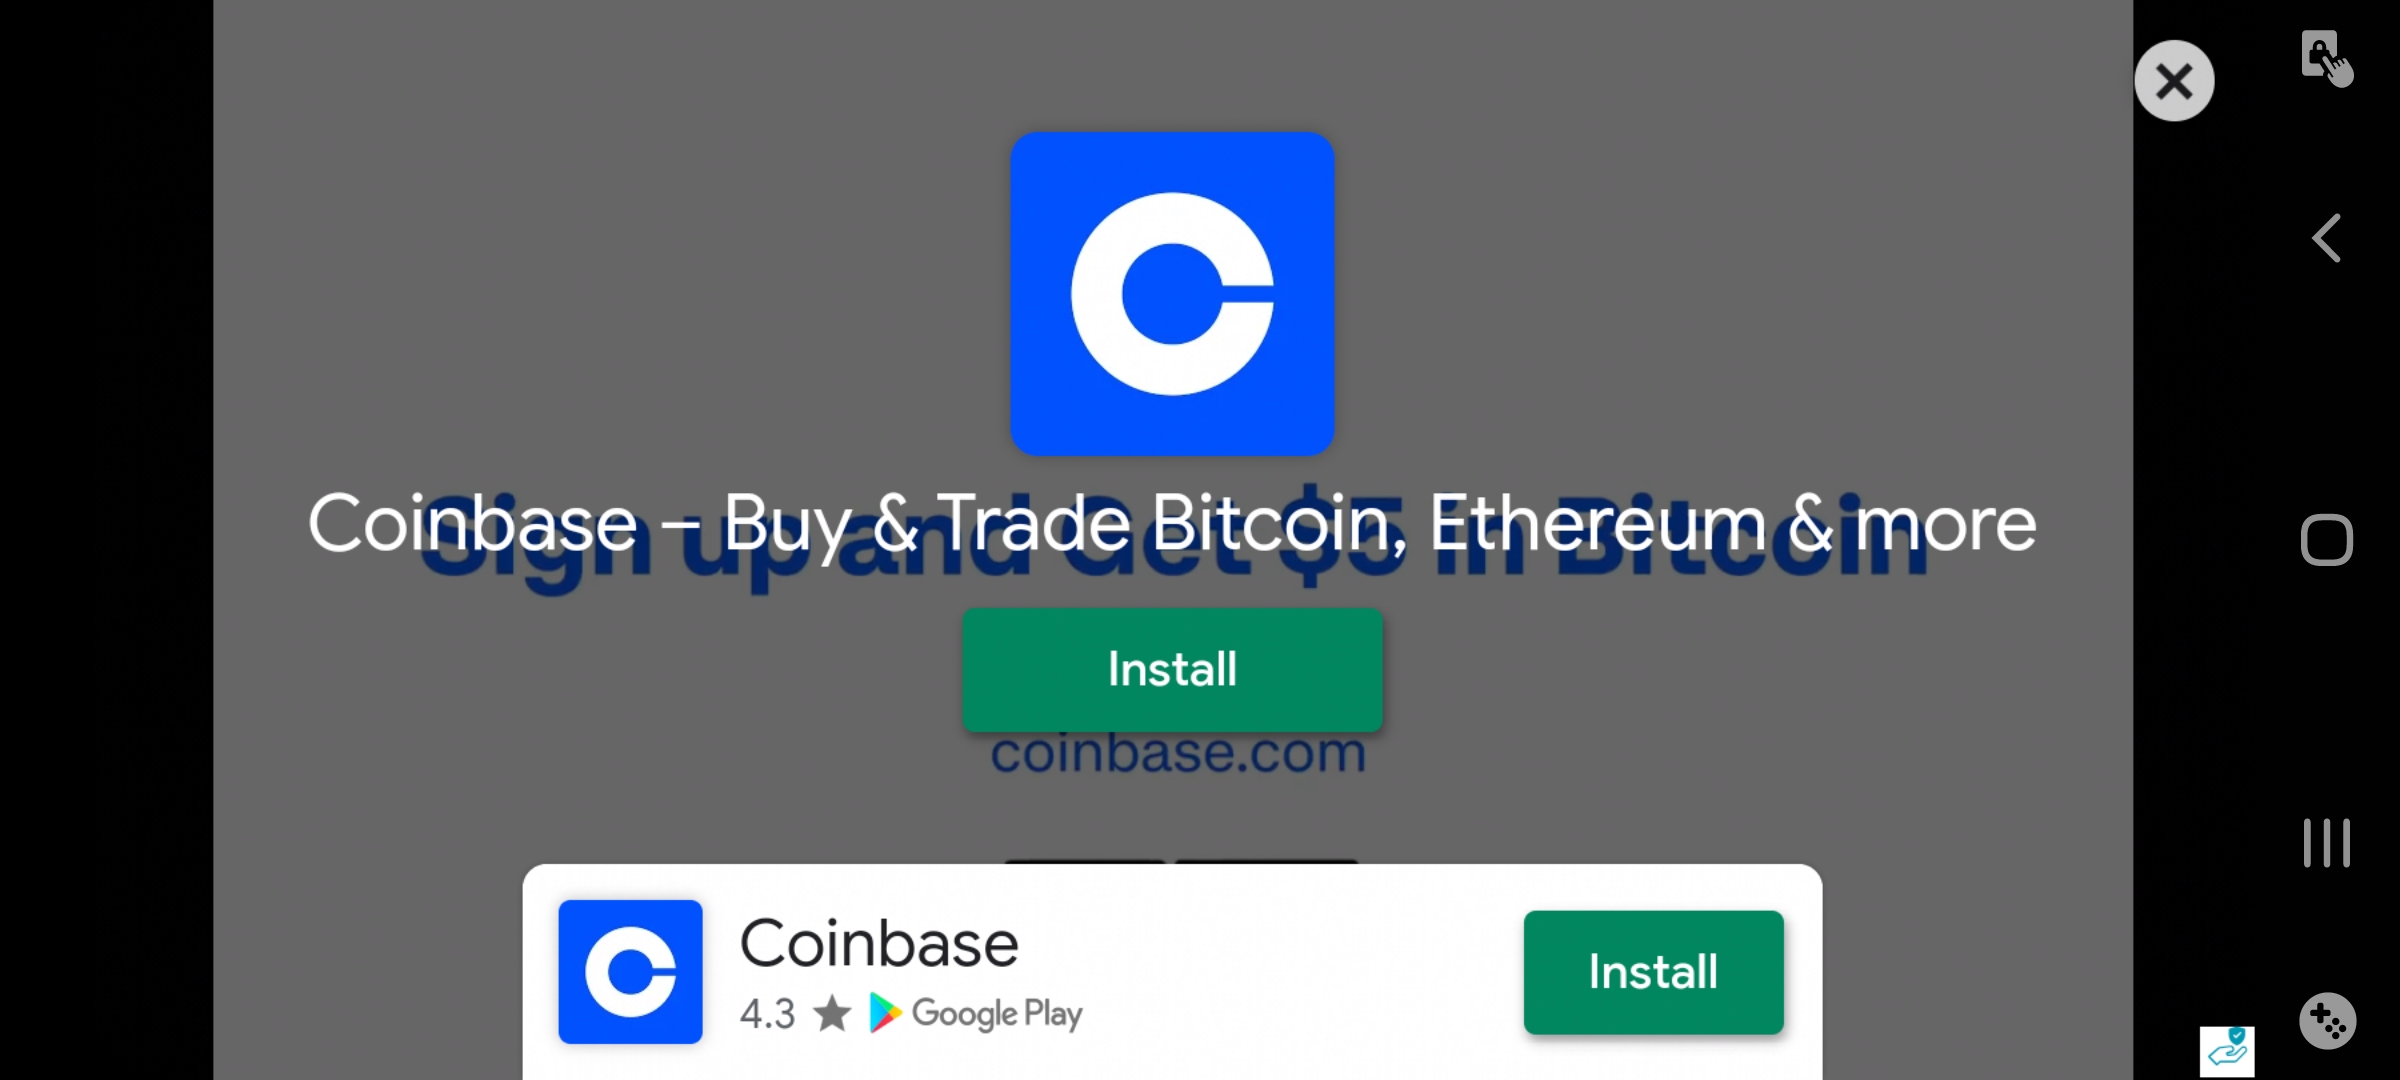 Coinbase – Buy & Trade Bitcoin, Ethereum & more
Sign up and Get $5 in Bitcoin
Install
coinbase.com
Coinbase
4.3 ★ Google Play
Install